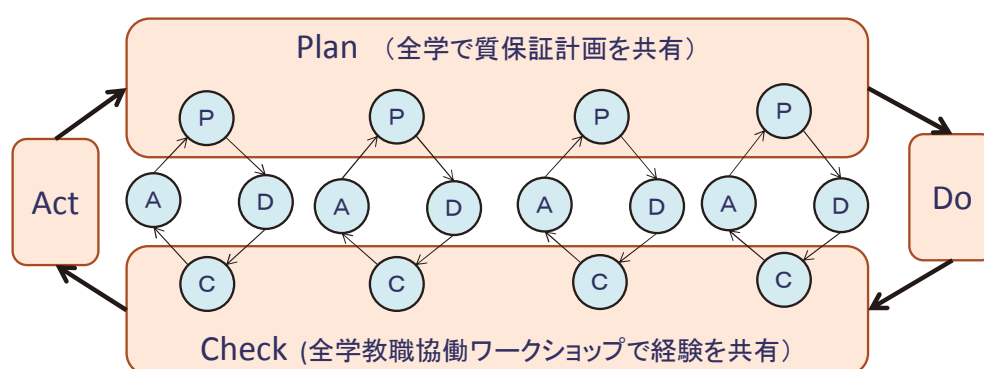 Plan （全学で質保証計画を共有）
P P P P
Act
A D A D A D A D
Do
C C C C
Check (全学教職協働ワークショップで経験を共有）